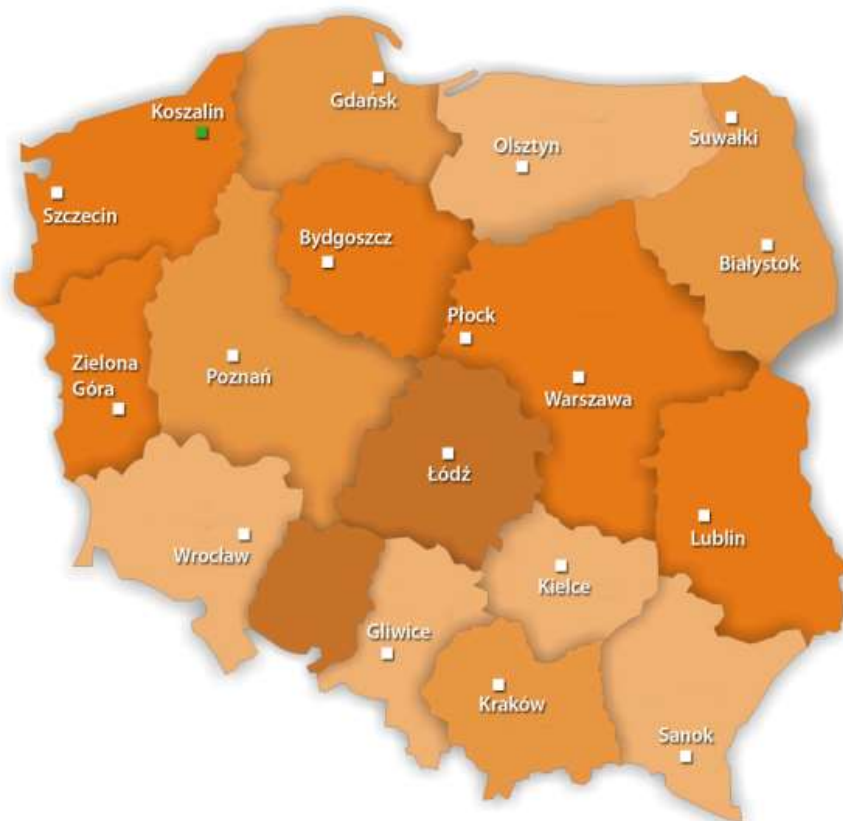 Koszalin
Gdańsk
Suwałki
Olsztyn
Szczecin
Bydgoszcz
Białystok
Płock
Zielona
Góra
Poznań
Warszawa
Łódź
Wrocław
Lublin
Kielce
Gliwice
Kraków
Sanok